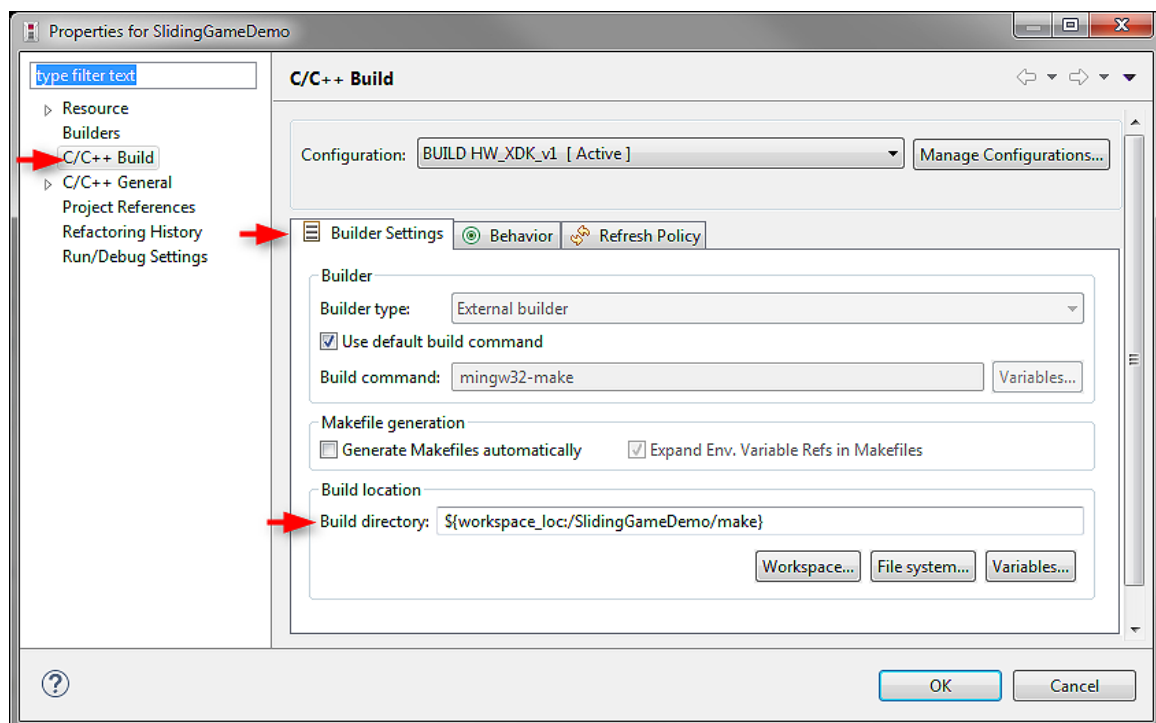 Properties for SlidingGameDemo
type filter text
Resource
Builders
C/C++ Build
C/C++ General
Project References
Refactoring History
Run/Debug Settings
C/C++ Build
Configuration: BUILD HW_XDK_v1 [ Active ] Manage Configurations...
Builder Settings Behavior Refresh Policy
Builder
Builder type: External builder
Use default build command
Build command: mingw32-make Variables...
Makefile generation
Generate Makefiles automatically Expand Env. Variable Refs in Makefiles
Build location
Build directory: ${workspace_loc:/SlidingGameDemo/make}
Workspace... File system... Variables...
OK Cancel